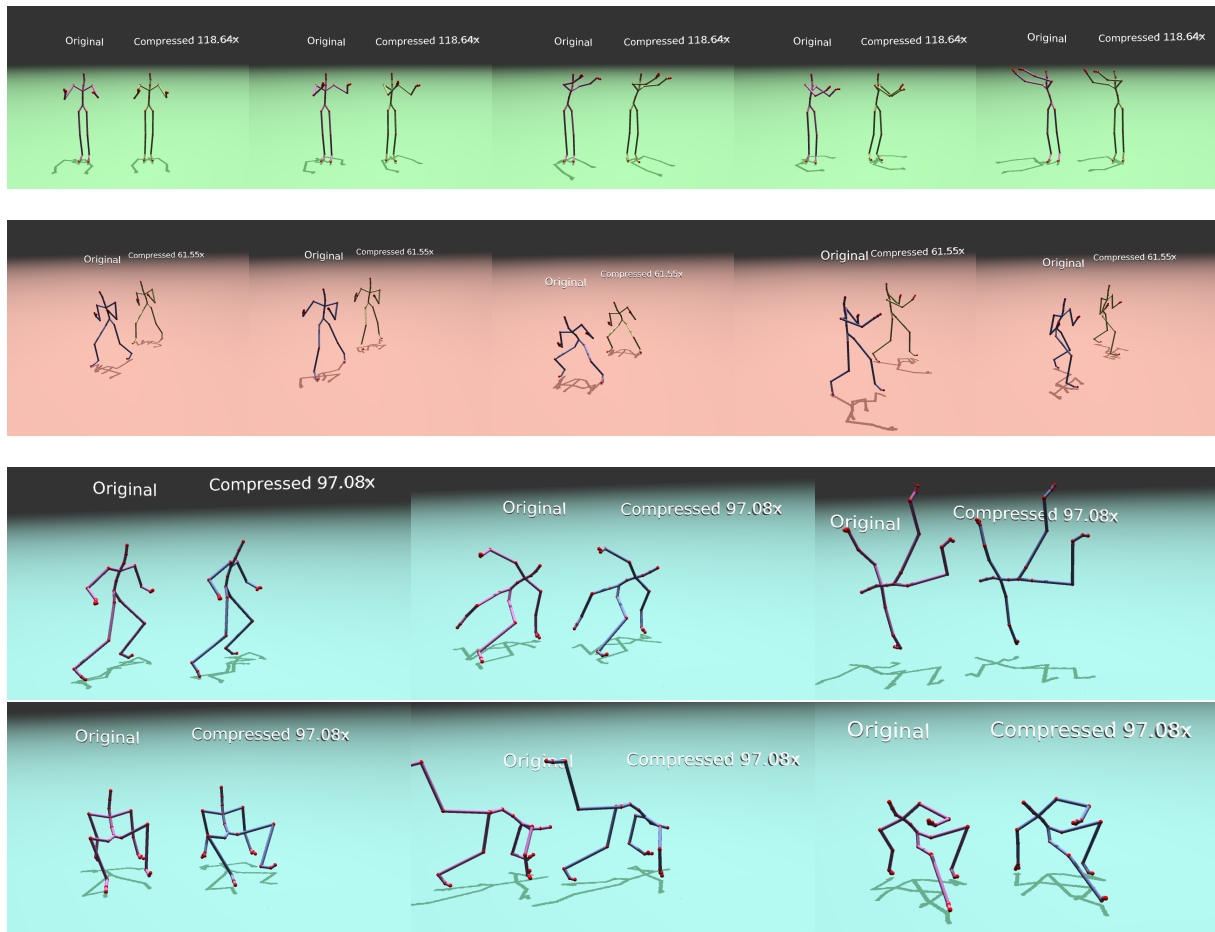 Original Compressed 118.64x Original Compressed 118.64x Original Compressed 118.64x Original Compressed 118.64x Original Compressed 118.64x
Original Compressed 61.55x Original Compressed 61.55x Original Compressed 61.55x Original Compressed 61.55x Original Compressed 61.55x
Original Compressed 97.08x Original Compressed 97.08x Original Compressed 97.08x
Original Compressed 97.08x Original Compressed 97.08x Original Compressed 97.08x